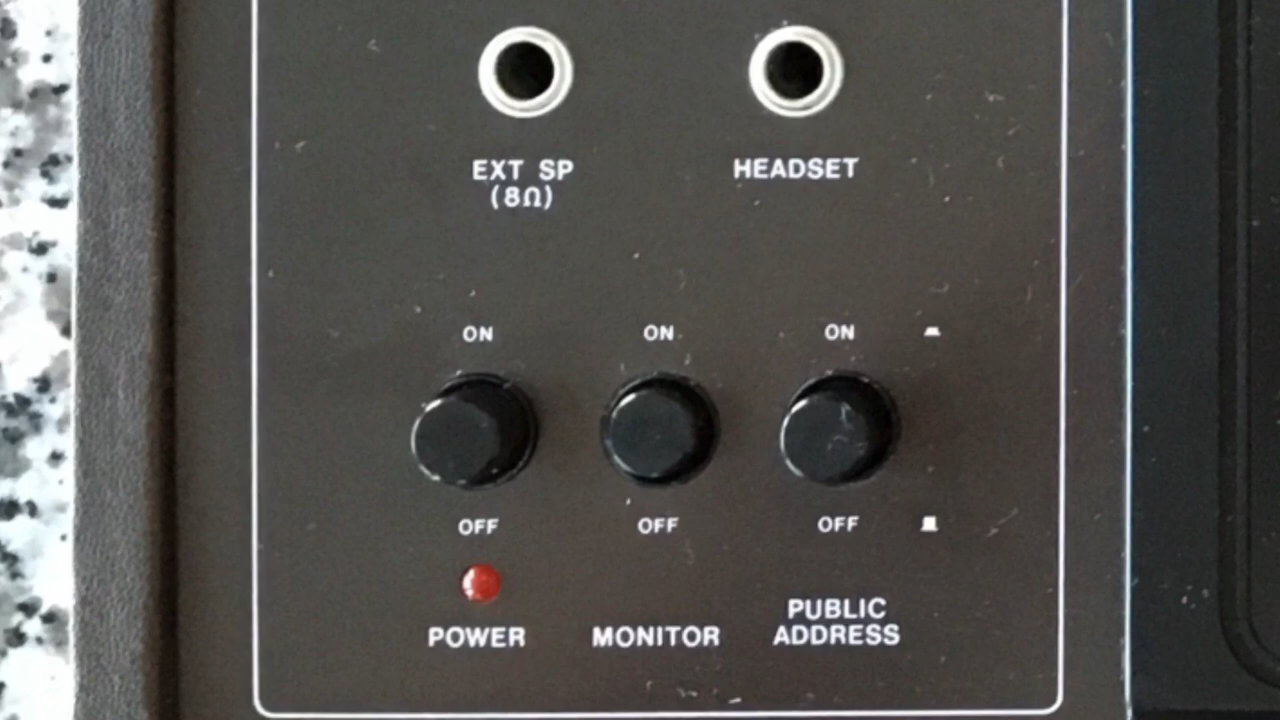 EXT SP HEADSET
(8Ω)
ON ON ON
OFF OFF OFF
POWER MONITOR PUBLIC
ADDRESS